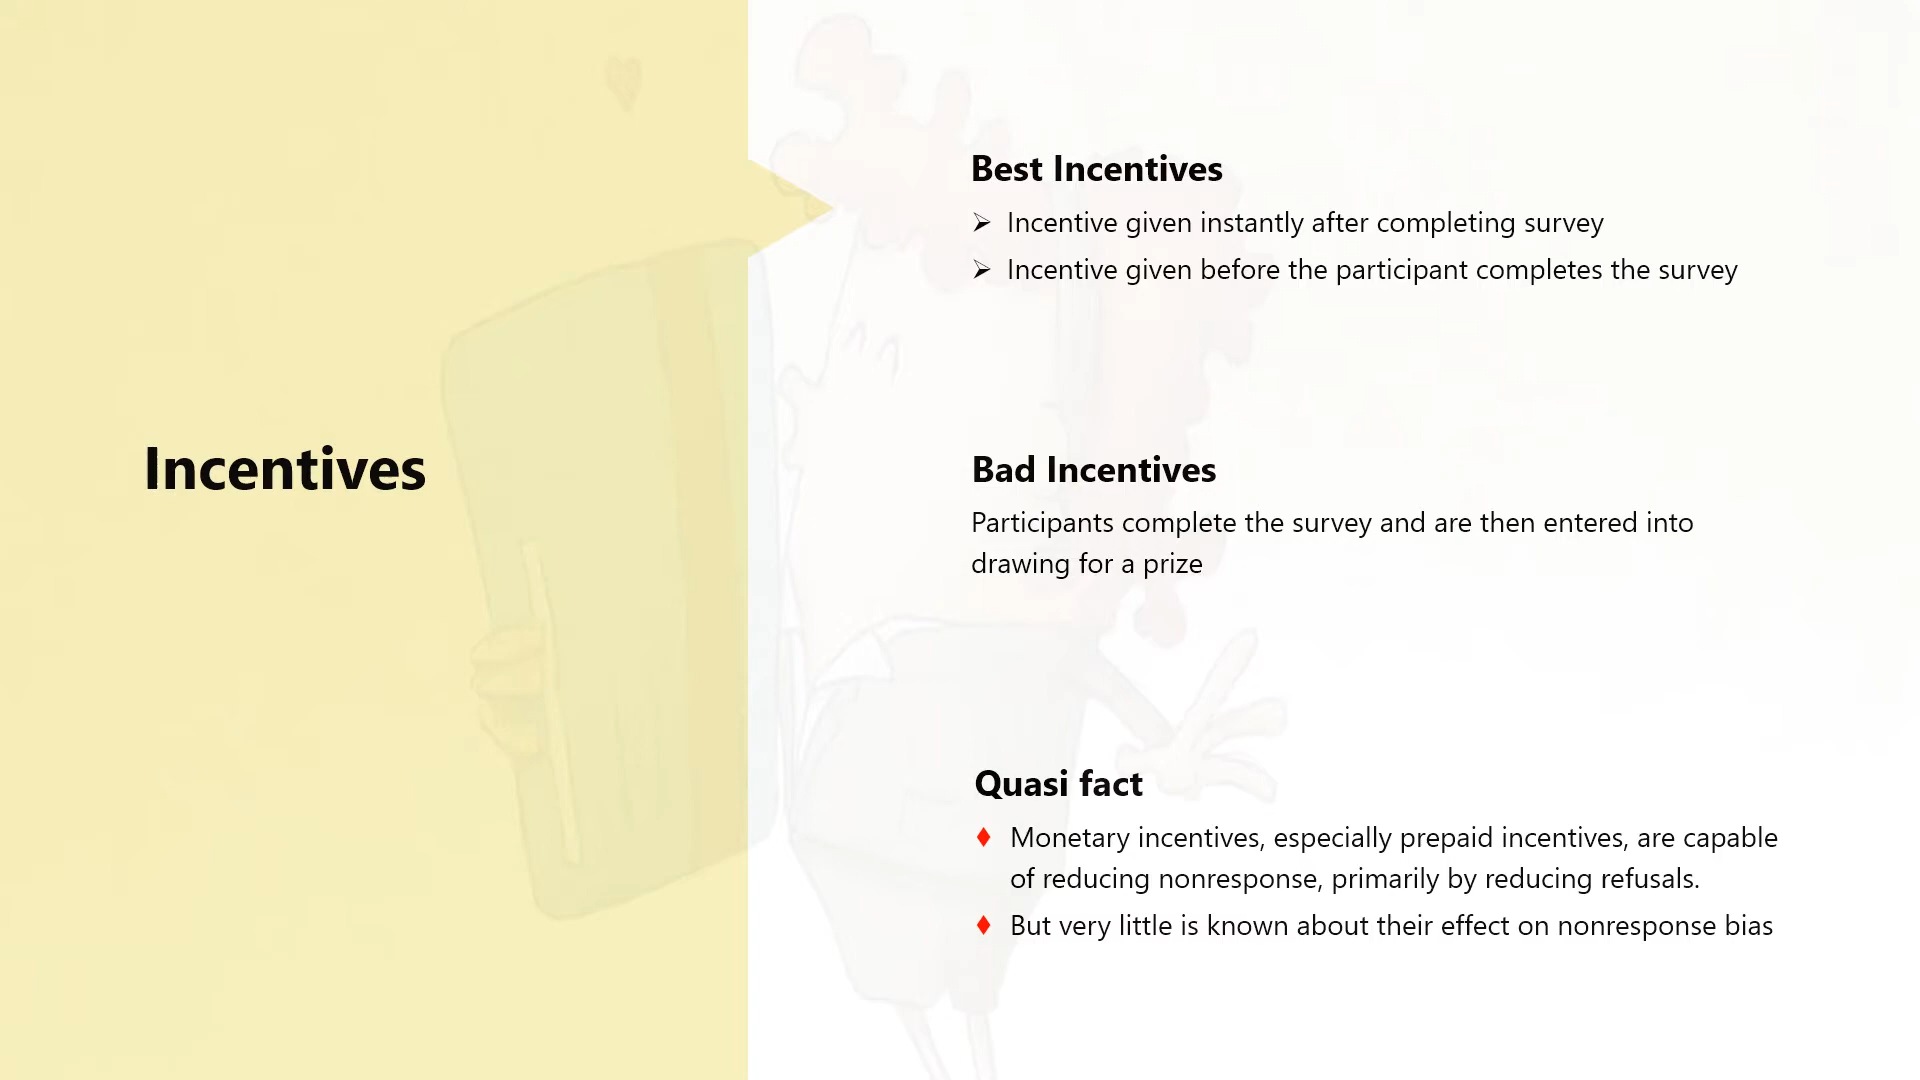 Incentives
Best Incentives
➢ Incentive given instantly after completing survey
➢ Incentive given before the participant completes the survey
Bad Incentives
Participants complete the survey and are then entered into
drawing for a prize
Quasi fact
♦ Monetary incentives, especially prepaid incentives, are capable
of reducing nonresponse, primarily by reducing refusals.
♦ But very little is known about their effect on nonresponse bias